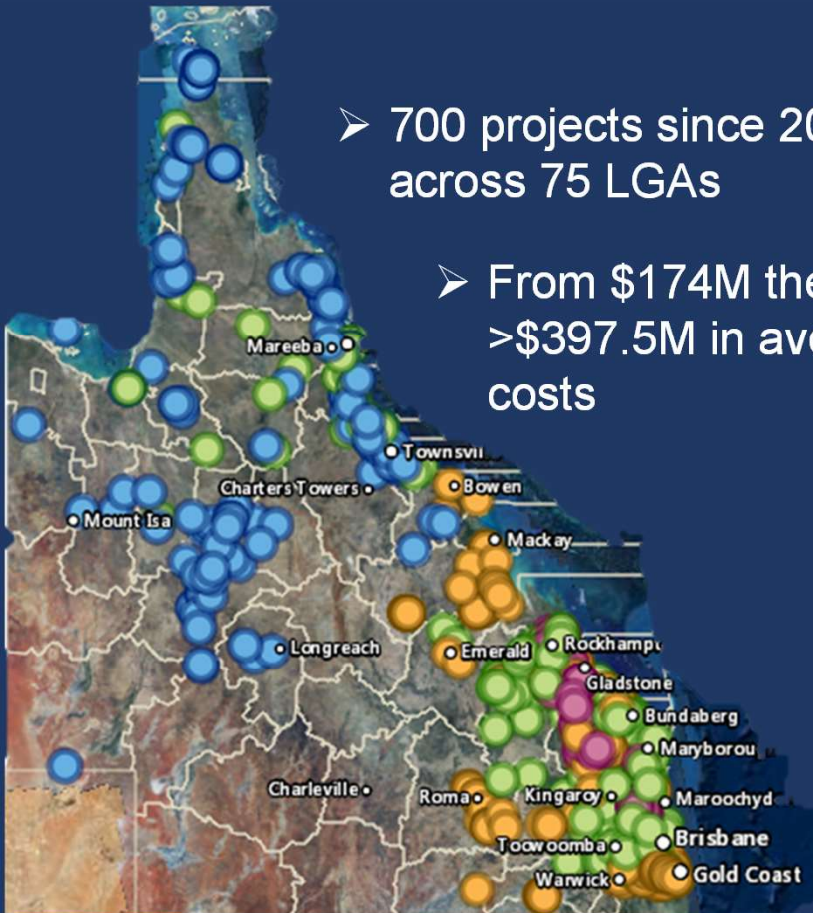 ➢ 700 projects since 20
across 75 LGAs
➢ From $174M the
>$397.5M in ave
costs
Mareeba
Townsvil
Charters Towers
Bowen
Mount Isa
Mackay
Longreach
Emerald
Rockhamp
Gladstone
Bundaberg
Maryborou
Charleville
Roma
Kingaroy
Maroochyd
Brisbane
Toowoomba
Gold Coast
Warwick